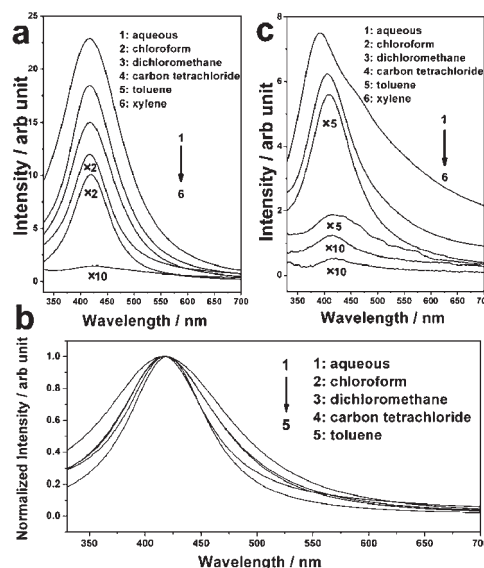 a
1: aqueous
2: chloroform
3: dichloromethane
4: carbon tetrachloride
5: toluene
6: xylene
1
6
×2
×2
×10
Intensity / arb unit
25
20
15
10
5
0
350 400 450 500 550 600 650 700
Wavelength / nm
c
1: aqueous
2: chloroform
3: dichloromethane
4: carbon tetrachloride
5: toluene
6: xylene
1
6
×5
×5
×10
×10
Intensity / arb unit
8
6
4
2
0
350 400 450 500 550 600 650 700
Wavelength / nm
b
1
5
1: aqueous
2: chloroform
3: dichloromethane
4: carbon tetrachloride
5: toluene
Normalized Intensity / arb unit
1.0
0.8
0.6
0.4
0.2
0.0
350 400 450 500 550 600 650 700
Wavelength / nm